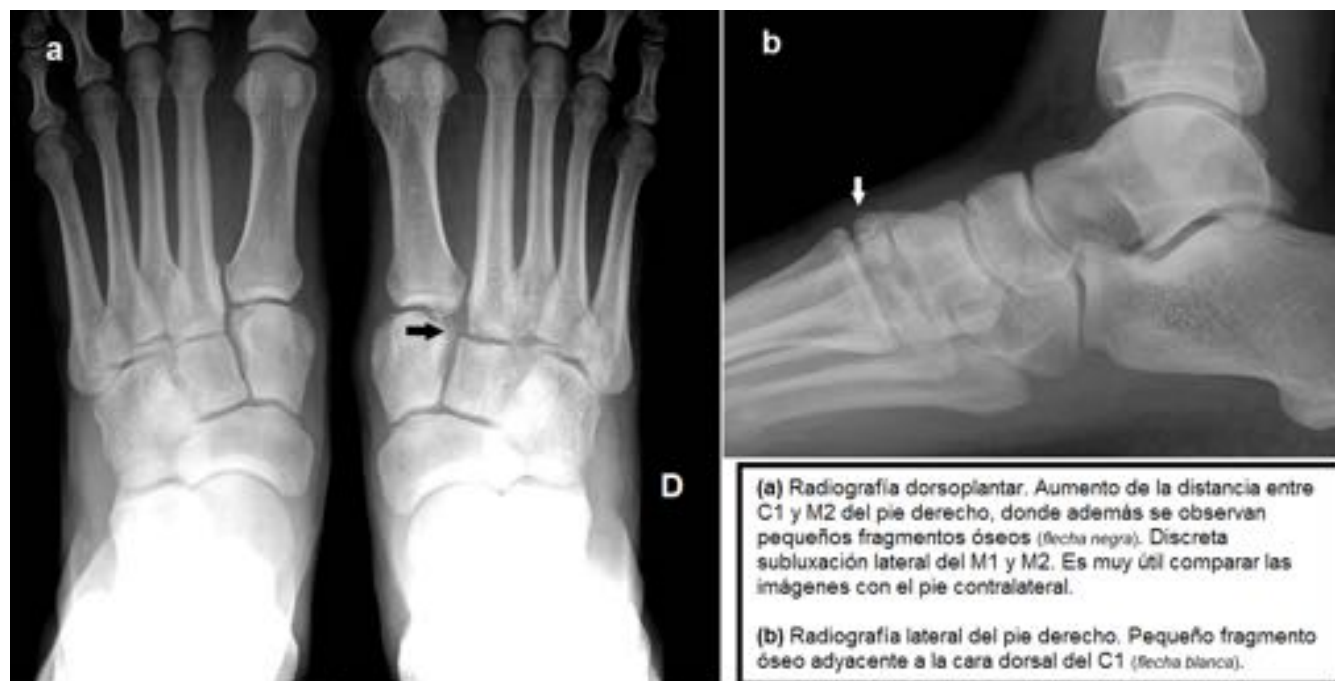 a
b
D
(a) Radiografía dorsoplantar. Aumento de la distancia entre
C1 y M2 del pie derecho, donde además se observan
pequeños fragmentos óseos (flecha negra). Discreta
subluxación lateral del M1 y M2. Es muy útil comparar las
imágenes con el pie contralateral.
(b) Radiografía lateral del pie derecho. Pequeño fragmento
óseo adyacente a la cara dorsal del C1 (flecha blanca).